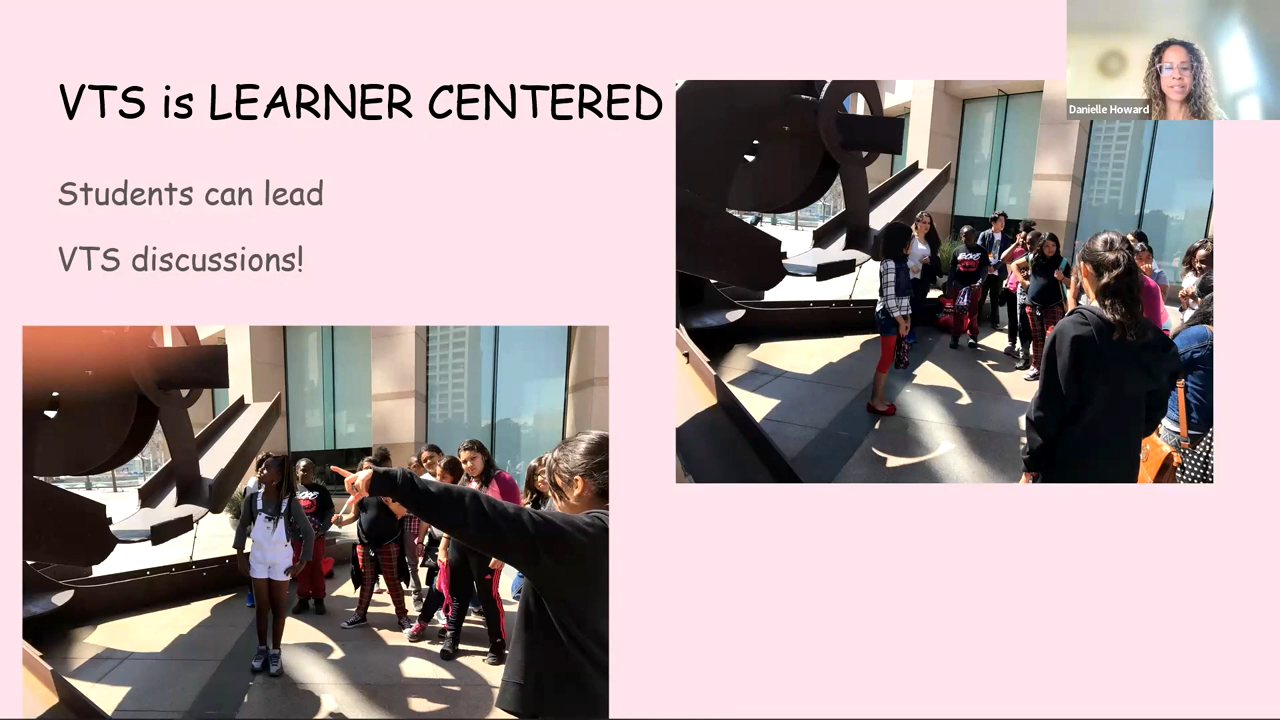 VTS is LEARNER CENTERED
Students can lead
VTS discussions!
Danielle Howard